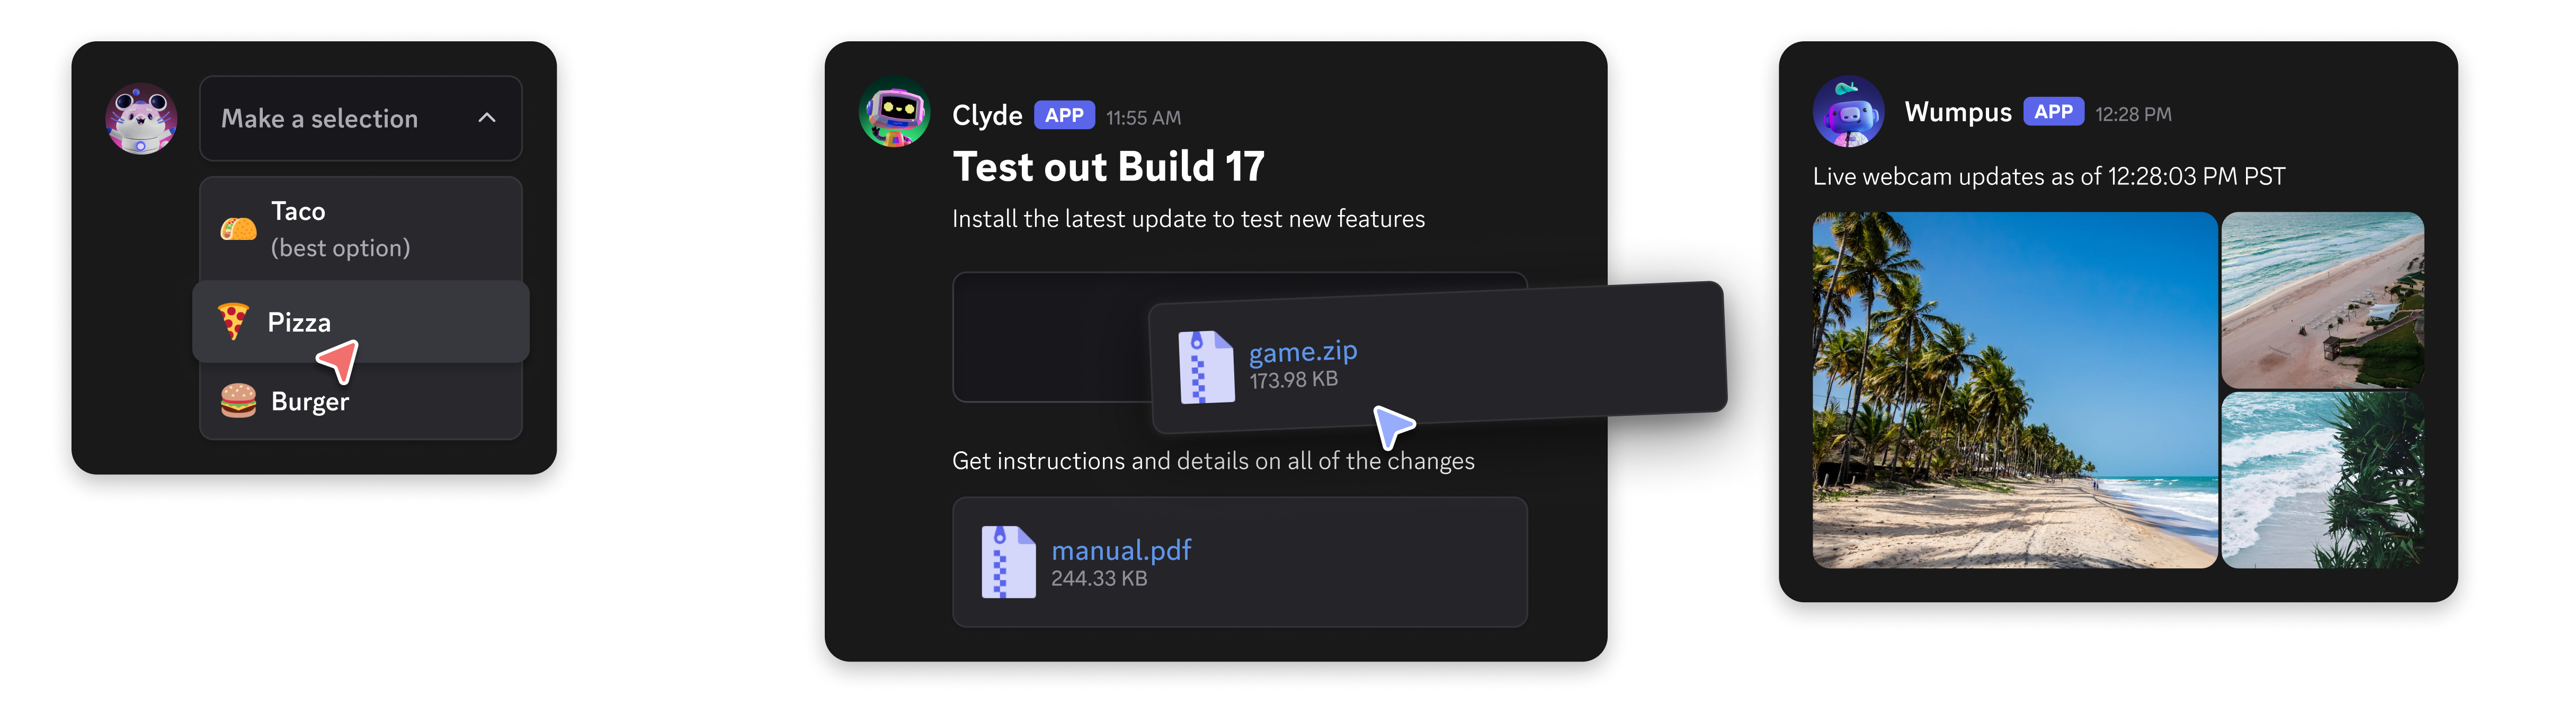 Make a selection
Taco
(best option)
Pizza
Burger
Clyde APP 11:55 AM
Test out Build 17
Install the latest update to test new features
game.zip
173.98 KB
Get instructions and details on all of the changes
manual.pdf
244.33 KB
Wumpus APP 12:28 PM
Live webcam updates as of 12:28:03 PM PST